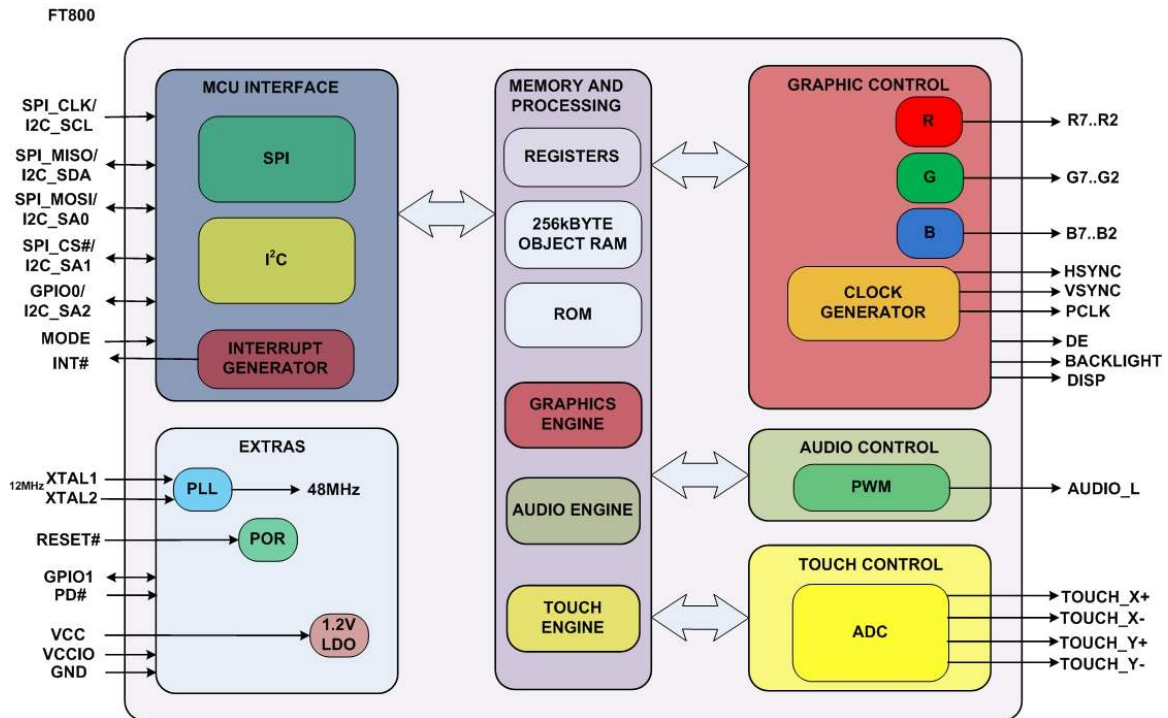 FT800
MCU INTERFACE
SPI_CLK/
I2C_SCL
SPI_MISO/
I2C_SDA
SPI_MOSI/
I2C_SA0
SPI_CS#/
I2C_SA1
GPIO0/
I2C_SA2
MODE
INT#
SPI
I²C
INTERRUPT
GENERATOR
EXTRAS
12MHz XTAL1
XTAL2
PLL
48MHz
RESET#
POR
GPIO1
PD#
VCC
VCCIO
GND
1.2V
LDO
MEMORY AND
PROCESSING
REGISTERS
256kBYTE
OBJECT RAM
ROM
GRAPHICS
ENGINE
AUDIO ENGINE
TOUCH
ENGINE
GRAPHIC CONTROL
R
R7..R2
G
G7..G2
B
B7..B2
CLOCK
GENERATOR
HSYNC
VSYNC
PCLK
DE
BACKLIGHT
DISP
AUDIO CONTROL
PWM
AUDIO_L
TOUCH CONTROL
ADC
TOUCH_X+
TOUCH_X-
TOUCH_Y+
TOUCH_Y-